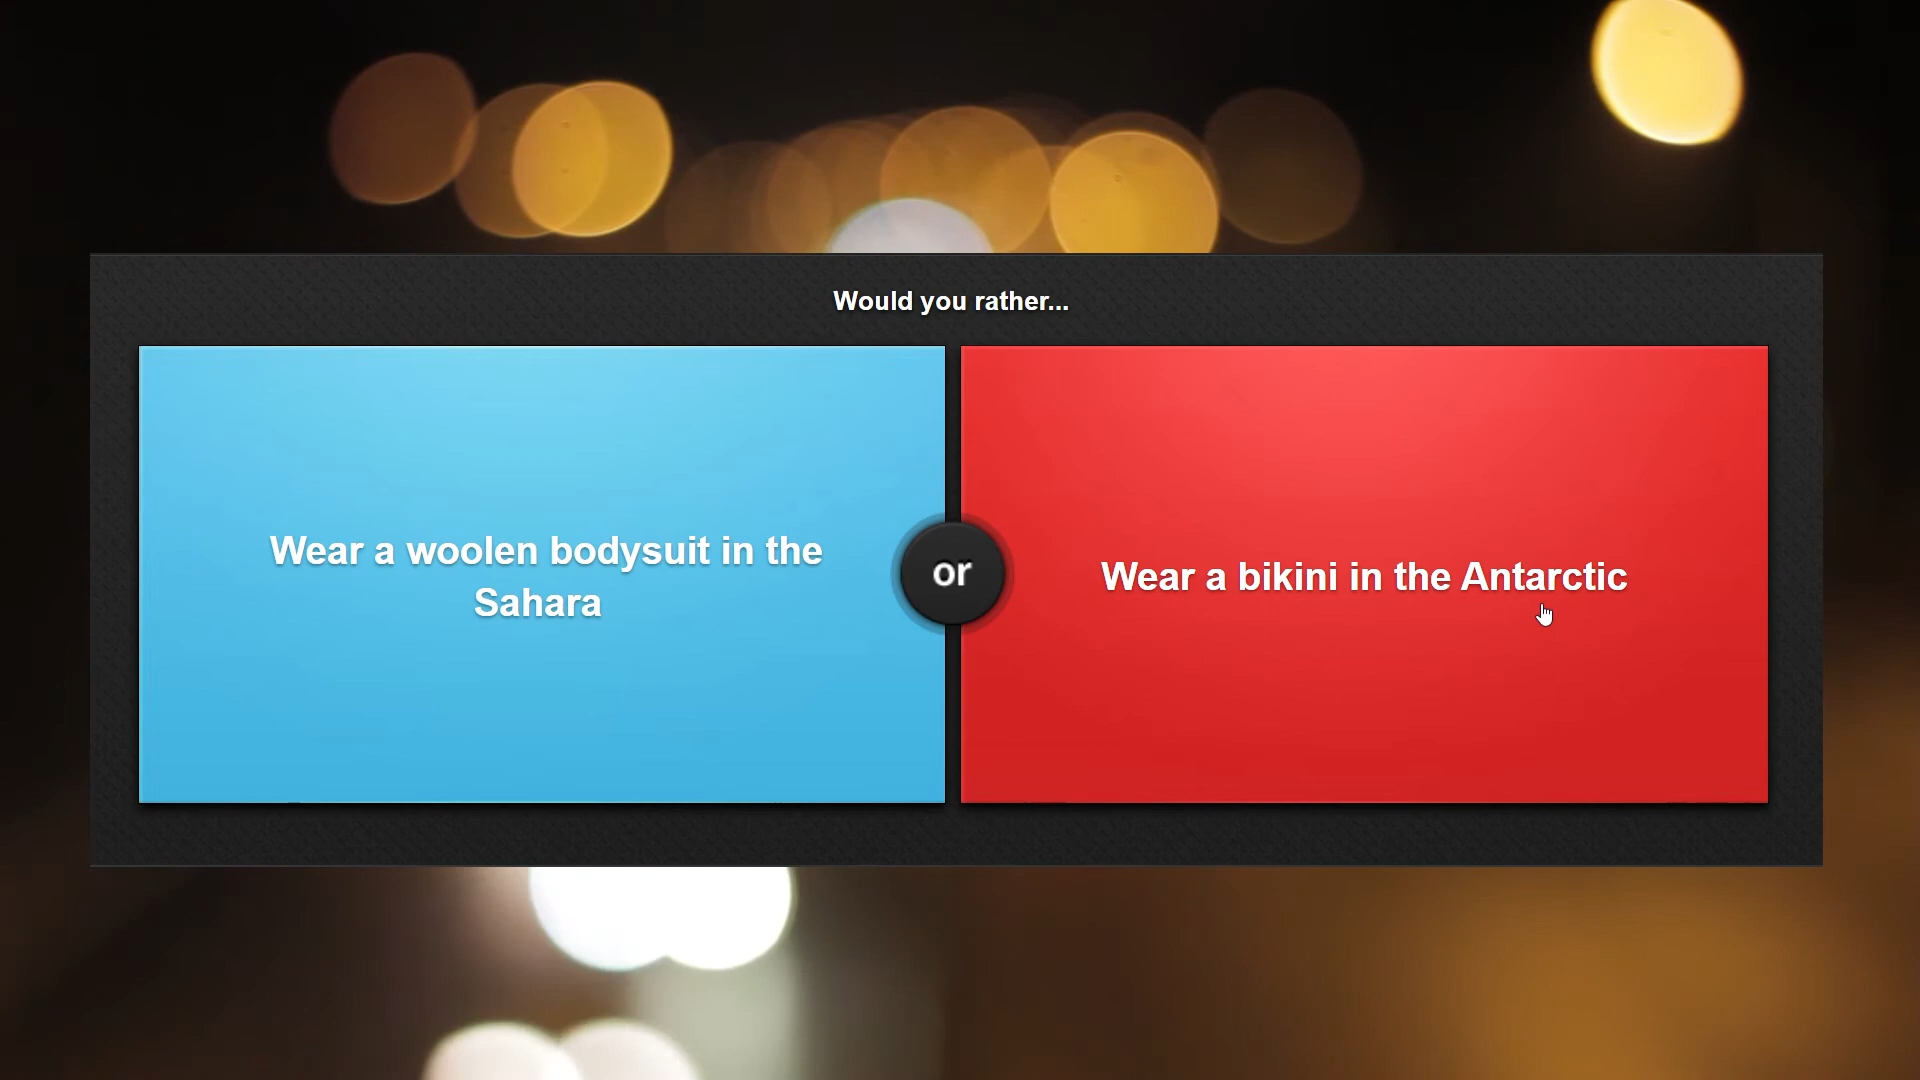 Would you rather...
Wear a woolen bodysuit in the
Sahara
or
Wear a bikini in the Antarctic